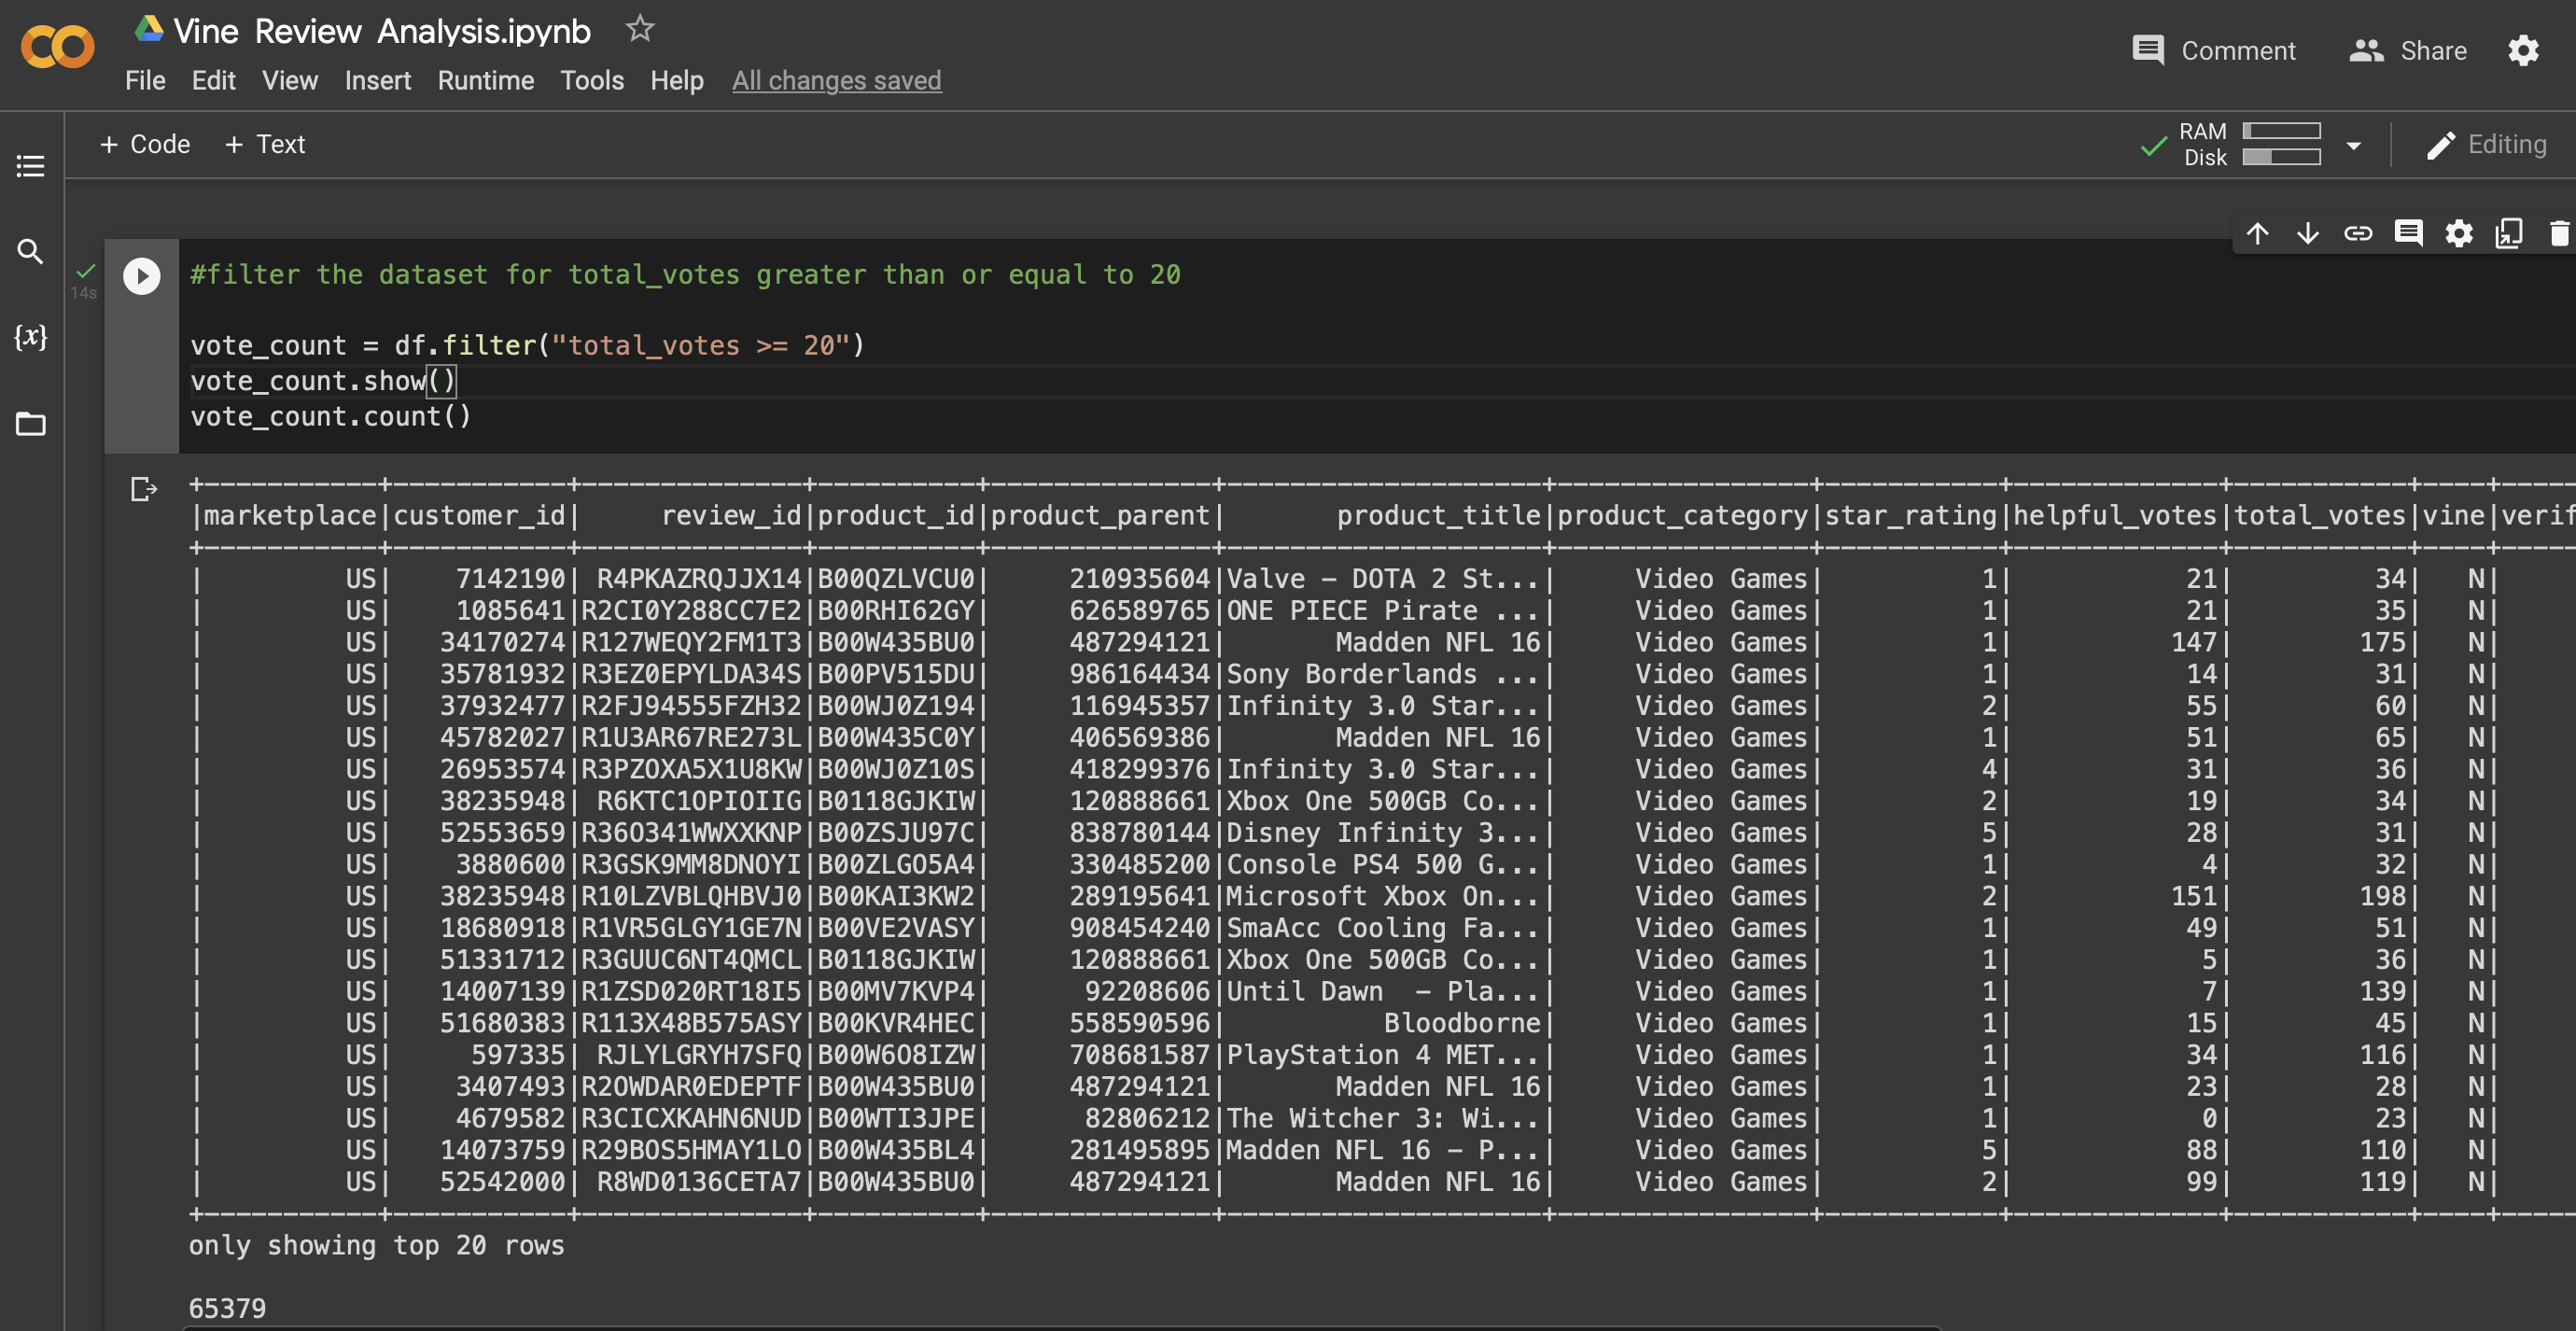 Vine Review Analysis.ipynb
File Edit View Insert Runtime Tools Help All changes saved
Comment Share
+ Code + Text
RAM
Disk
Editing
14s
#filter the dataset for total_votes greater than or equal to 20
vote_count = df.filter("total_votes >= 20")
vote_count.show()
vote_count.count()
{x}
+-----------+-----------+--------------+----------+--------------+--------------------+----------------+-----------+-------------+-----------+----+-----
|marketplace|customer_id|     review_id|product_id|product_parent|       product_title|product_category|star_rating|helpful_votes|total_votes|vine|verif
+-----------+-----------+--------------+----------+--------------+--------------------+----------------+-----------+-------------+-----------+----+-----
|         US|    7142190| R4PKAZRQJJX14|B00QZLVCU0|     210935604|Valve - DOTA 2 St...|     Video Games|          1|           21|         34|   N|
|         US|    1085641|R2CI0Y288CC7E2|B00RHI62GY|     626589765|ONE PIECE Pirate ...|     Video Games|          1|           21|         35|   N|
|         US|   34170274|R127WEQY2FM1T3|B00W435BU0|     487294121|       Madden NFL 16|     Video Games|          1|          147|        175|   N|
|         US|   35781932|R3EZ0EPYLDA34S|B00PV515DU|     986164434|Sony Borderlands ...|     Video Games|          1|           14|         31|   N|
|         US|   37932477|R2FJ94555FZH32|B00WJ0Z194|     116945357|Infinity 3.0 Star...|     Video Games|          2|           55|         60|   N|
|         US|   45782027|R1U3AR67RE273L|B00W435C0Y|     406569386|       Madden NFL 16|     Video Games|          1|           51|         65|   N|
|         US|   26953574|R3PZOXA5X1U8KW|B00WJ0Z10S|     418299376|Infinity 3.0 Star...|     Video Games|          4|           31|         36|   N|
|         US|   38235948| R6KTC1OPIOIIG|B0118GJKIW|     120888661|Xbox One 500GB Co...|     Video Games|          2|           19|         34|   N|
|         US|   52553659|R36O341WWXXKNP|B00ZSJU97C|     838780144|Disney Infinity 3...|     Video Games|          5|           28|         31|   N|
|         US|    3880600|R3GSK9MM8DNOYI|B00ZLGO5A4|     330485200|Console PS4 500 G...|     Video Games|          1|            4|         32|   N|
|         US|   38235948|R10LZVBLQHBVJ0|B00KAI3KW2|     289195641|Microsoft Xbox On...|     Video Games|          2|          151|        198|   N|
|         US|   18680918|R1VR5GLGY1GE7N|B00VE2VASY|     908454240|SmaAcc Cooling Fa...|     Video Games|          1|           49|         51|   N|
|         US|   51331712|R3GUUC6NT4QMCL|B0118GJKIW|     120888661|Xbox One 500GB Co...|     Video Games|          1|            5|         36|   N|
|         US|   14007139|R1ZSD020RT18I5|B00MV7KVP4|      92208606|Until Dawn  - Pla...|     Video Games|          1|            7|        139|   N|
|         US|   51680383|R113X48B575ASY|B00KVR4HEC|     558590596|          Bloodborne|     Video Games|          1|           15|         45|   N|
|         US|     597335| RJLYLGRYH7SFQ|B00W6O8IZW|     708681587|PlayStation 4 MET...|     Video Games|          1|           34|        116|   N|
|         US|    3407493|R2OWDAR0EDEPTF|B00W435BU0|     487294121|       Madden NFL 16|     Video Games|          1|           23|         28|   N|
|         US|    4679582|R3CICXKAHN6NUD|B00WTI3JPE|      82806212|The Witcher 3: Wi...|     Video Games|          1|            0|         23|   N|
|         US|   14073759|R29BOS5HMAY1LO|B00W435BL4|     281495895|Madden NFL 16 - P...|     Video Games|          5|           88|        110|   N|
|         US|   52542000| R8WD0136CETA7|B00W435BU0|     487294121|       Madden NFL 16|     Video Games|          2|           99|        119|   N|
+-----------+-----------+--------------+----------+--------------+--------------------+----------------+-----------+-------------+-----------+----+-----
only showing top 20 rows
65379